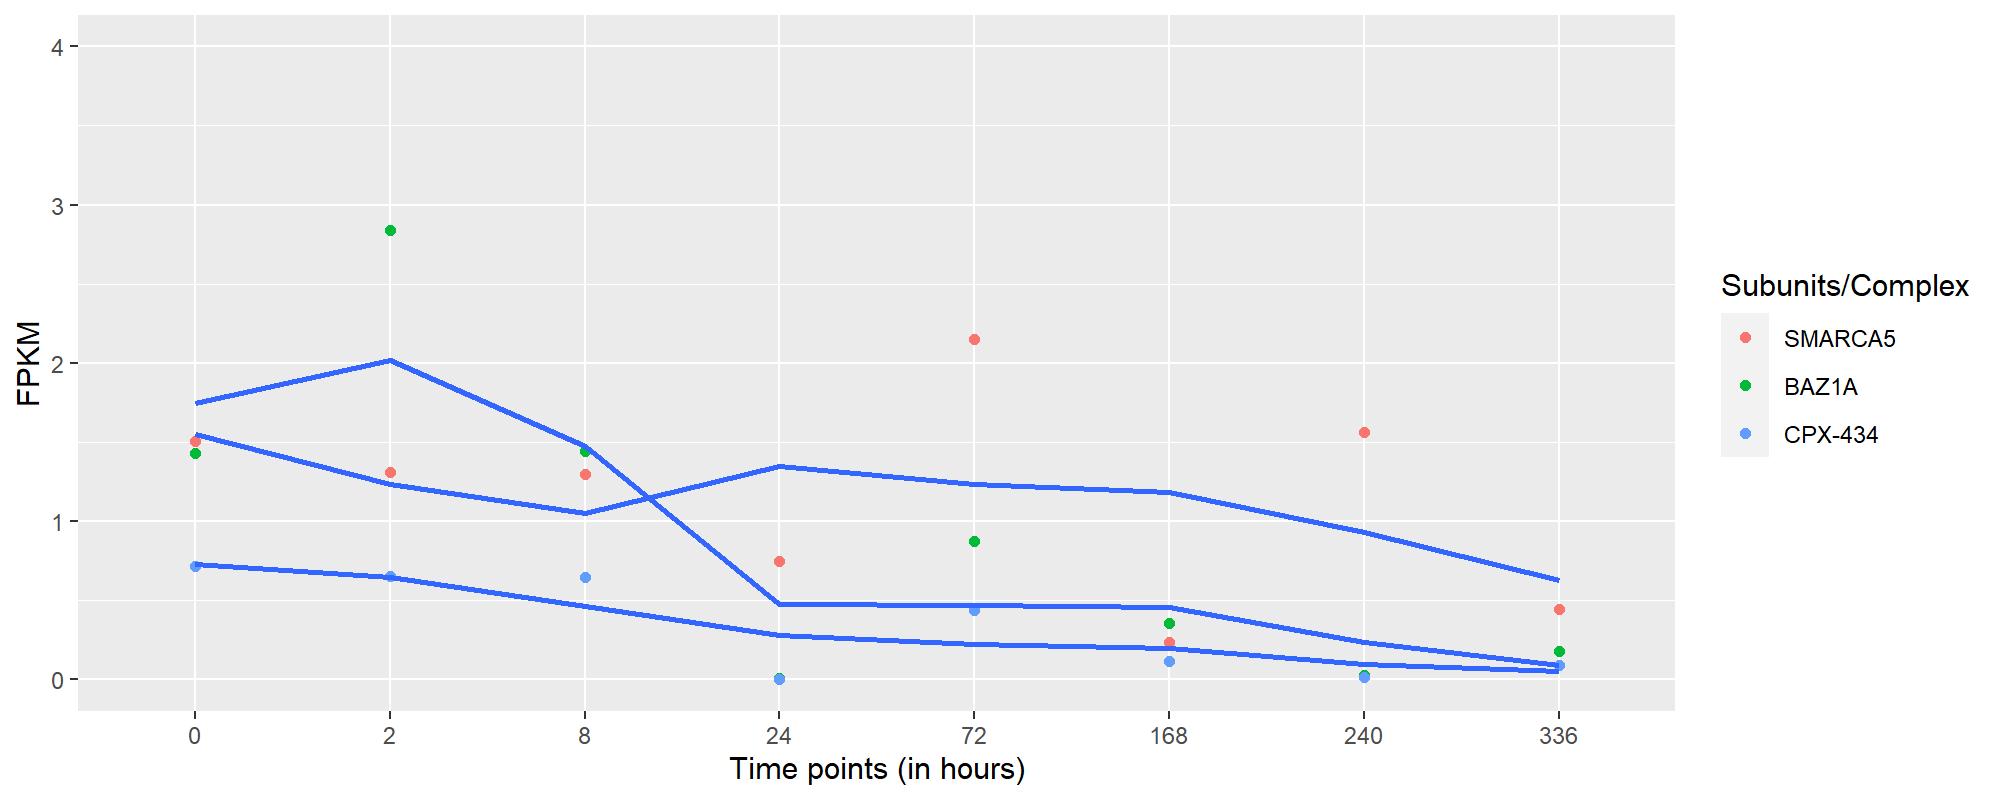 4
3
2
1
0
FPKM
0 2 8 24 72 168 240 336
Time points (in hours)
Subunits/Complex
SMARCA5
BAZ1A
CPX-434